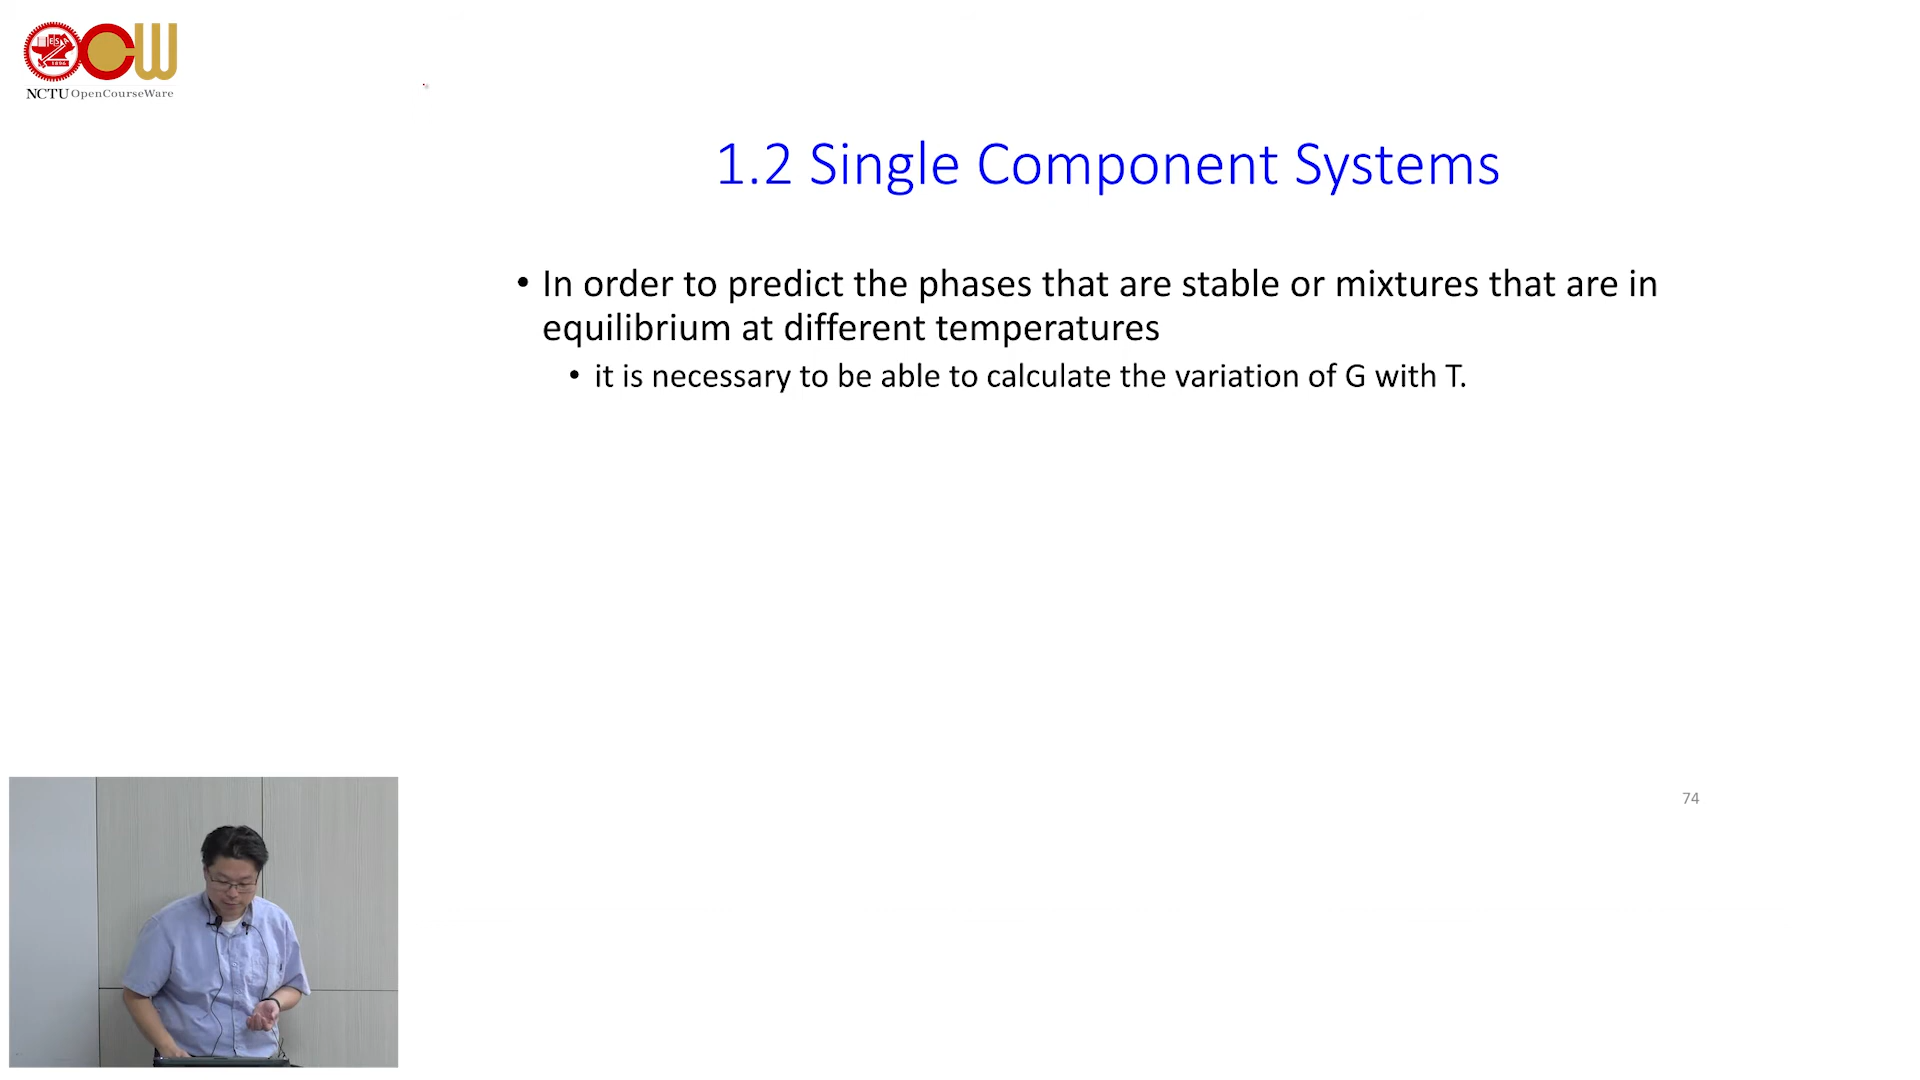 NCTU OpenCourseWare
1.2 Single Component Systems
• In order to predict the phases that are stable or mixtures that are in
equilibrium at different temperatures
• it is necessary to be able to calculate the variation of G with T.
74